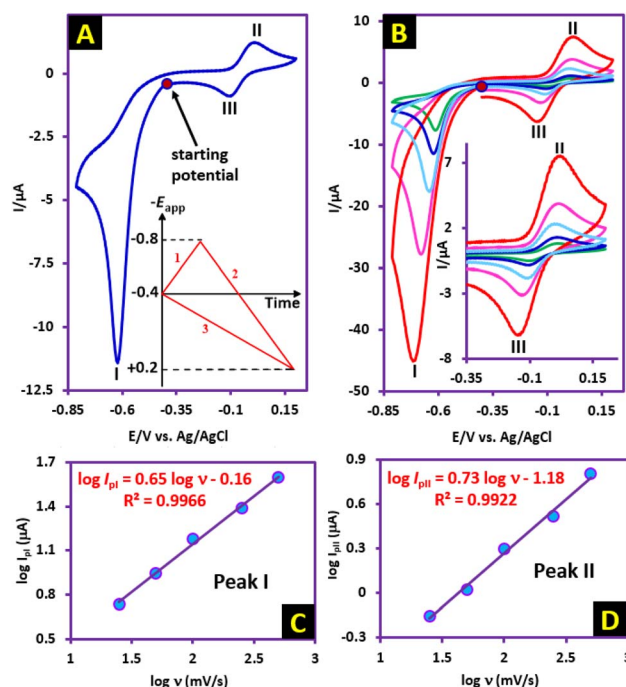 A
II
0
III
-2.5
starting
potential
I/µA
-5
-Eapp
-0.8
-7.5
1
2
-0.4
Time
3
-10
+0.2
I
-12.5
-0.85
-0.6
-0.35
-0.1
0.15
E/V vs. Ag/AgCl
B
II
10
0
III
-10
I/µA
-20
-30
-40
-50
I
7
II
2
I/µA
-3
III
-8
-0.35
-0.1
0.15
-0.85
-0.6
-0.35
-0.1
0.15
E/V vs. Ag/AgCl
1.7
log IpI = 0.65 log ν - 0.16
R² = 0.9966
1.4
log IpI (µA)
1.1
0.8
Peak I
0.5
C
1
1.5
2
2.5
3
log ν (mV/s)
0.9
log IpII = 0.73 log ν - 1.18
R² = 0.9922
0.6
log IpII (µA)
0.3
0
Peak II
-0.3
D
1
1.5
2
2.5
3
log ν (mV/s)